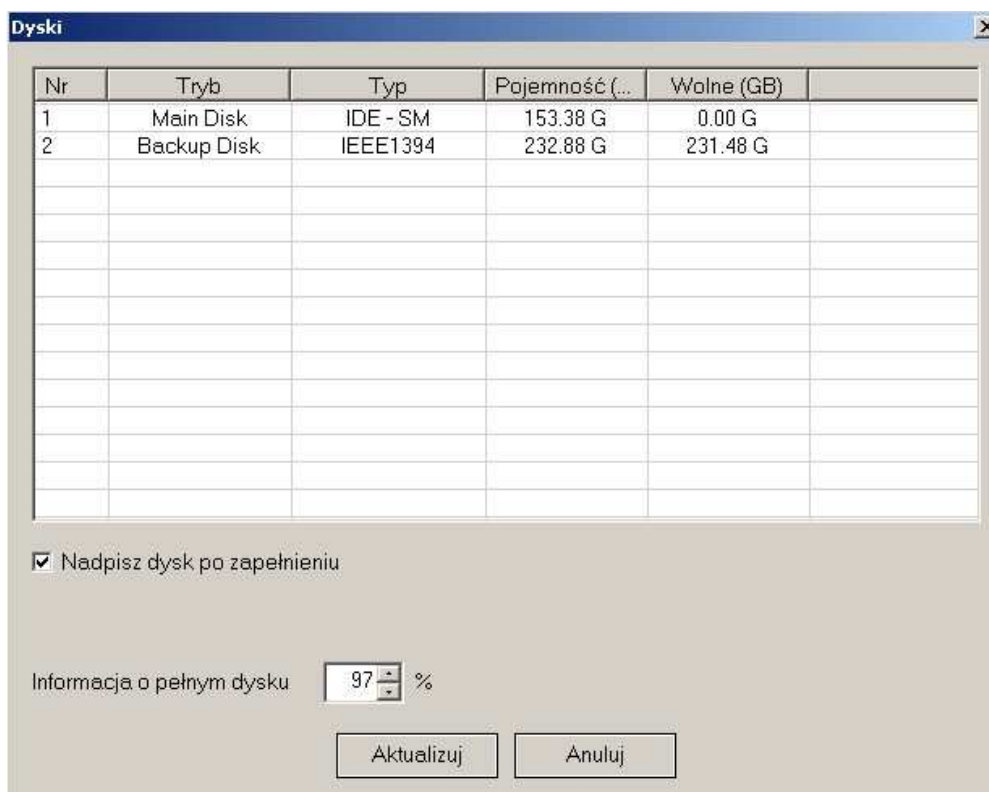 Dyski
Nr Tryb Typ Pojemność (... Wolne (GB)
1 Main Disk IDE - SM 153.38 G 0.00 G
2 Backup Disk IEEE1394 232.88 G 231.48 G
Nadpisz dysk po zapełnieniu
Informacja o pełnym dysku 97 %
Aktualizuj Anuluj